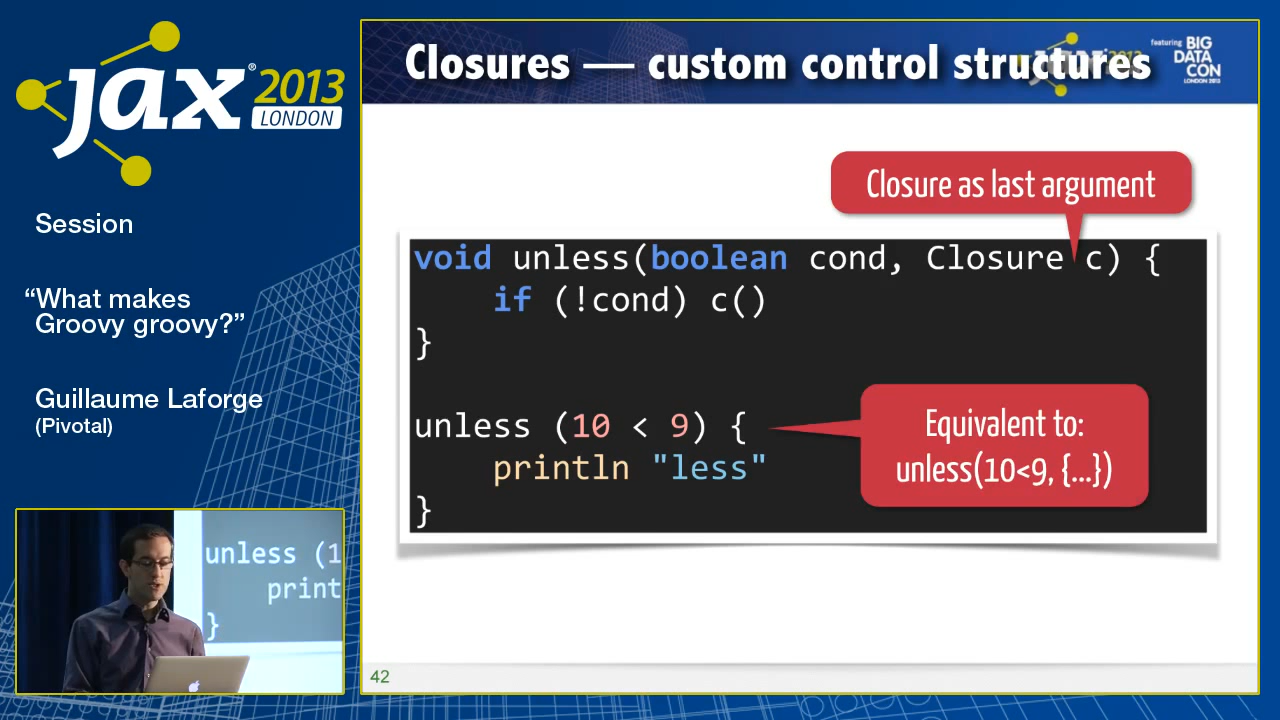 jax® 2013
LONDON
Session
“What makes
Groovy groovy?”
Guillaume Laforge
(Pivotal)
Closures — custom control structures
featuring BIG
DATA
CON
LONDON 2013
Closure as last argument
void unless(boolean cond, Closure c) {
    if (!cond) c()
}
unless (10 < 9) {
    println "less"
}
Equivalent to:
unless(10<9, {...})
unless (1
print
}
42